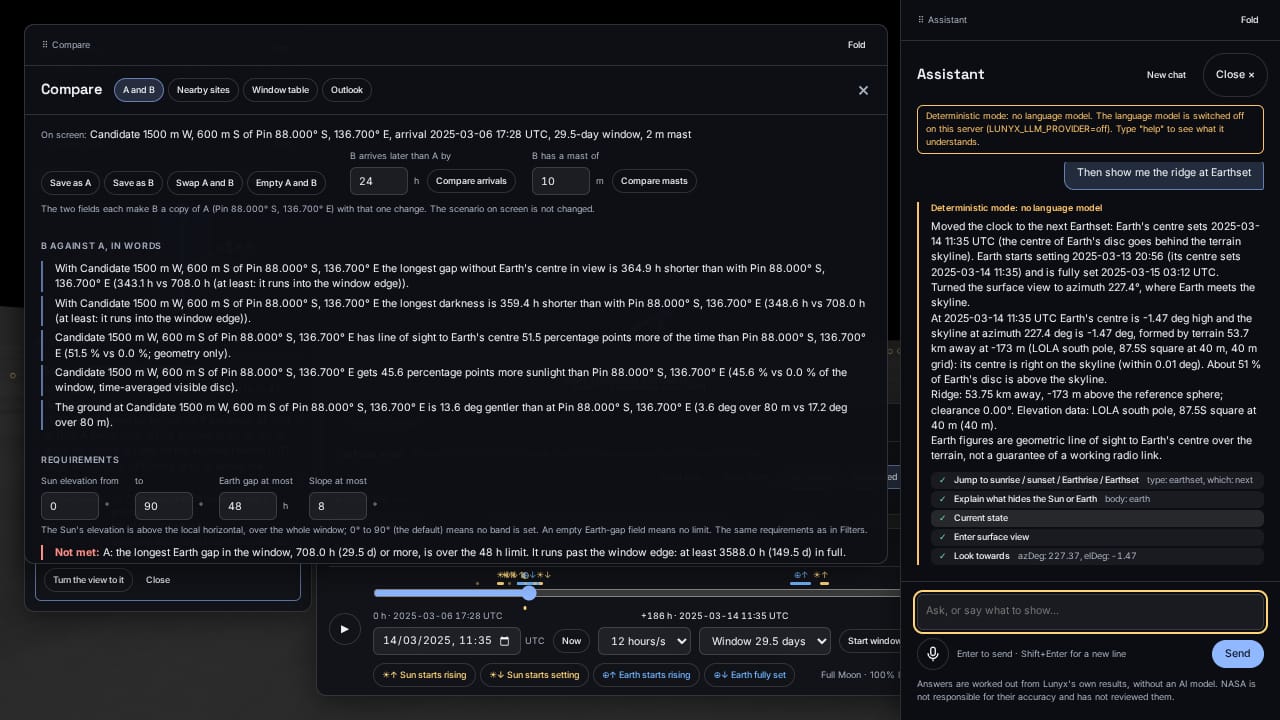 Compare
Fold
Compare
A and B
Nearby sites
Window table
Outlook
×
On screen: Candidate 1500 m W, 600 m S of Pin 88.000° S, 136.700° E, arrival 2025-03-06 17:28 UTC, 29.5-day window, 2 m mast
B arrives later than A by
B has a mast of
Save as A
Save as B
Swap A and B
Empty A and B
24
h
Compare arrivals
10
m
Compare masts
The two fields each make B a copy of A (Pin 88.000° S, 136.700° E) with that one change. The scenario on screen is not changed.
B AGAINST A, IN WORDS
With Candidate 1500 m W, 600 m S of Pin 88.000° S, 136.700° E the longest gap without Earth's centre in view is 364.9 h shorter than with Pin 88.000° S,
136.700° E (343.1 h vs 708.0 h (at least: it runs into the window edge)).
With Candidate 1500 m W, 600 m S of Pin 88.000° S, 136.700° E the longest darkness is 359.4 h shorter than with Pin 88.000° S, 136.700° E (348.6 h vs 708.0 h
(at least: it runs into the window edge)).
Candidate 1500 m W, 600 m S of Pin 88.000° S, 136.700° E has line of sight to Earth's centre 51.5 percentage points more of the time than Pin 88.000° S, 136.700°
E (51.5 % vs 0.0 %; geometry only).
Candidate 1500 m W, 600 m S of Pin 88.000° S, 136.700° E gets 45.6 percentage points more sunlight than Pin 88.000° S, 136.700° E (45.6 % vs 0.0 % of the
window, time-averaged visible disc).
The ground at Candidate 1500 m W, 600 m S of Pin 88.000° S, 136.700° E is 13.6 deg gentler than at Pin 88.000° S, 136.700° E (3.6 deg over 80 m vs 17.2 deg
over 80 m).
REQUIREMENTS
Sun elevation from
to
Earth gap at most
Slope at most
0
°
90
°
48
h
8
°
The Sun's elevation is above the local horizontal, over the whole window; 0° to 90° (the default) means no band is set. An empty Earth-gap field means no limit. The same requirements as in Filters.
Not met: A: the longest Earth gap in the window, 708.0 h (29.5 d) or more, is over the 48 h limit. It runs past the window edge: at least 3588.0 h (149.5 d) in full.
Turn the view to it
Close
0 h · 2025-03-06 17:28 UTC
+186 h · 2025-03-14 11:35 UTC
14/03/2025, 11:35
UTC
Now
12 hours/s
Window 29.5 days
Start window
☀↑ Sun starts rising
☀↓ Sun starts setting
⊕↑ Earth starts rising
⊕↓ Earth fully set
Full Moon · 100%
Assistant
Fold
Assistant
New chat
Close ×
Deterministic mode: no language model. The language model is switched off
on this server (LUNYX_LLM_PROVIDER=off). Type "help" to see what it
understands.
Then show me the ridge at Earthset
Deterministic mode: no language model
Moved the clock to the next Earthset: Earth's centre sets 2025-03-
14 11:35 UTC (the centre of Earth's disc goes behind the terrain
skyline). Earth starts setting 2025-03-13 20:56 (its centre sets
2025-03-14 11:35) and is fully set 2025-03-15 03:12 UTC.
Turned the surface view to azimuth 227.4°, where Earth meets the
skyline.
At 2025-03-14 11:35 UTC Earth's centre is -1.47 deg high and the
skyline at azimuth 227.4 deg is -1.47 deg, formed by terrain 53.7
km away at -173 m (LOLA south pole, 87.5S square at 40 m, 40 m
grid): its centre is right on the skyline (within 0.01 deg). About 51 %
of Earth's disc is above the skyline.
Ridge: 53.75 km away, -173 m above the reference sphere;
clearance 0.00°. Elevation data: LOLA south pole, 87.5S square at
40 m (40 m).
Earth figures are geometric line of sight to Earth's centre over the
terrain, not a guarantee of a working radio link.
✓ Jump to sunrise / sunset / Earthrise / Earthset type: earthset, which: next
✓ Explain what hides the Sun or Earth body: earth
✓ Current state
✓ Enter surface view
✓ Look towards azDeg: 227.37, elDeg: -1.47
Ask, or say what to show...
Enter to send · Shift+Enter for a new line
Send
Answers are worked out from Lunyx's own results, without an AI model. NASA is
not responsible for their accuracy and has not reviewed them.